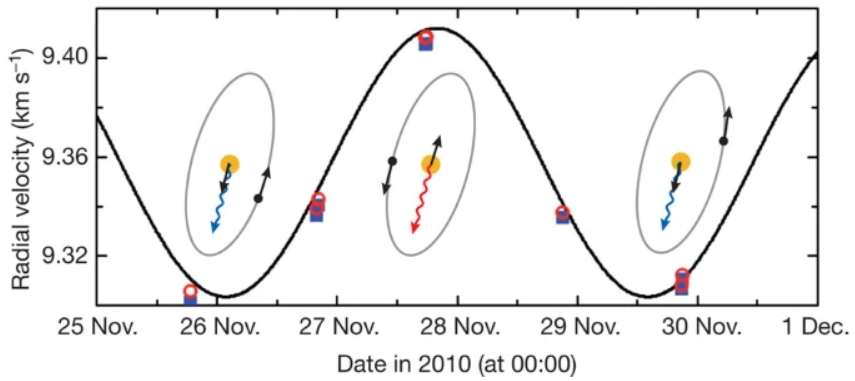 Radial velocity (km s⁻¹)
9.40
9.36
9.32
25 Nov. 26 Nov. 27 Nov. 28 Nov. 29 Nov. 30 Nov. 1 Dec.
Date in 2010 (at 00:00)